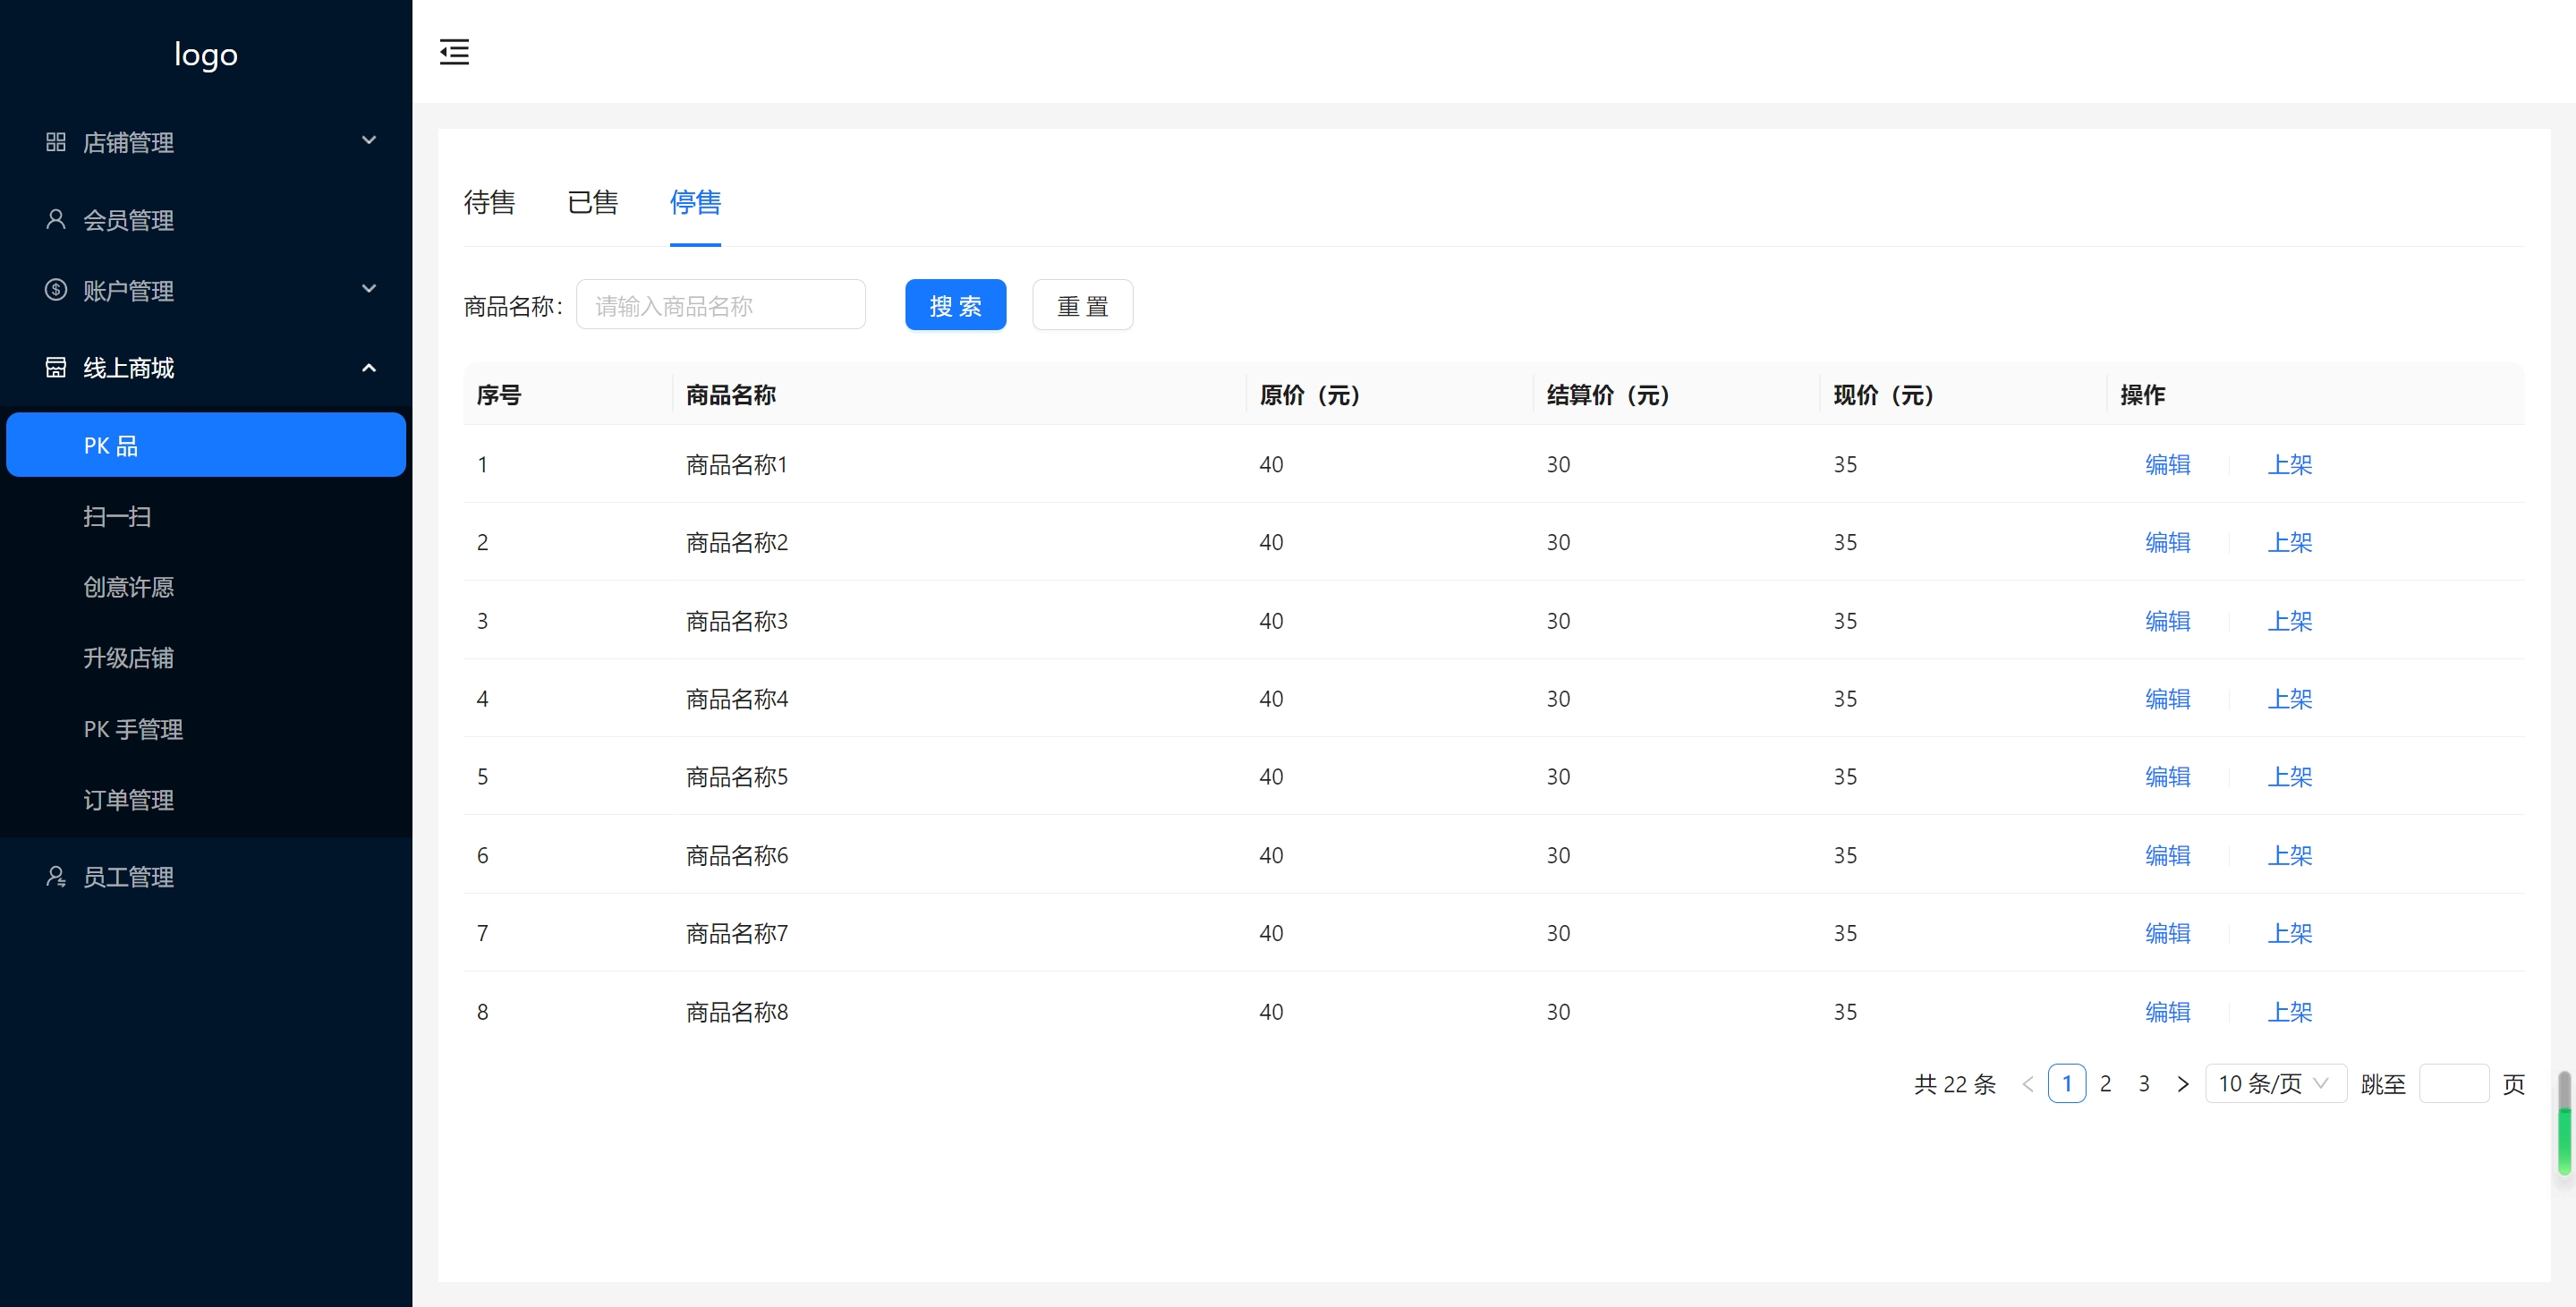 logo
店铺管理
会员管理
账户管理
线上商城
PK 品
扫一扫
创意许愿
升级店铺
PK 手管理
订单管理
员工管理
待售 已售 停售
商品名称： 请输入商品名称 搜 索 重 置
序号 商品名称 原价（元） 结算价（元） 现价（元） 操作
1 商品名称1 40 30 35 编辑 上架
2 商品名称2 40 30 35 编辑 上架
3 商品名称3 40 30 35 编辑 上架
4 商品名称4 40 30 35 编辑 上架
5 商品名称5 40 30 35 编辑 上架
6 商品名称6 40 30 35 编辑 上架
7 商品名称7 40 30 35 编辑 上架
8 商品名称8 40 30 35 编辑 上架
共 22 条 < 1 2 3 > 10 条/页 跳至 页